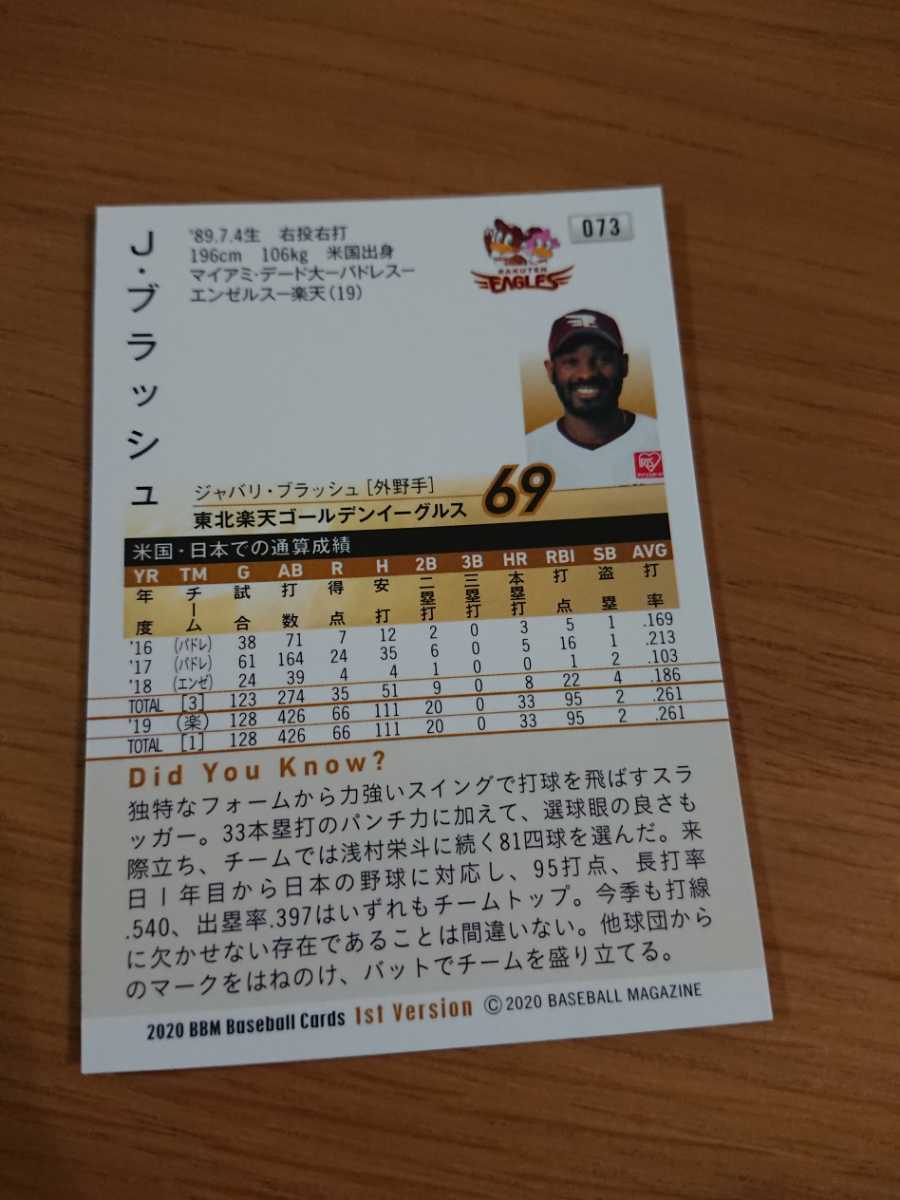 J・ブラッシュ
'89.7.4生 右投右打
196cm 106kg 米国出身
マイアミ・デード大ーパドレスー
エンゼルスー楽天(19)
RAKUTEN
EAGLES
073
ジャバリ・ブラッシュ[外野手]
東北楽天ゴールデンイーグルス
69
米国・日本での通算成績
YR TM G AB R H 2B 3B HR RBI SB AVG
年度 チーム 試合 打数 得点 安打 二塁打 三塁打 本塁打 打点 盗塁 打率
'16 (パドレ) 38 71 7 12 2 0 3 5 1 .169
'17 (パドレ) 61 164 24 35 6 0 5 16 1 .213
'18 (エンゼ) 24 39 4 4 1 0 0 1 2 .103
TOTAL [3] 123 274 35 51 9 0 8 22 4 .186
'19 (楽) 128 426 66 111 20 0 33 95 2 .261
TOTAL [1] 128 426 66 111 20 0 33 95 2 .261
Did You Know?
独特なフォームから力強いスイングで打球を飛ばすスラ
ッガー。33本塁打のパンチ力に加えて、選球眼の良さも
際立ち、チームでは浅村栄斗に続く81四球を選んだ。来
日1年目から日本の野球に対応し、95打点、長打率
.540、出塁率.397はいずれもチームトップ。今季も打線
に欠かせない存在であることは間違いない。他球団から
のマークをはねのけ、バットでチームを盛り立てる。
2020 BBM Baseball Cards 1st Version ©2020 BASEBALL MAGAZINE